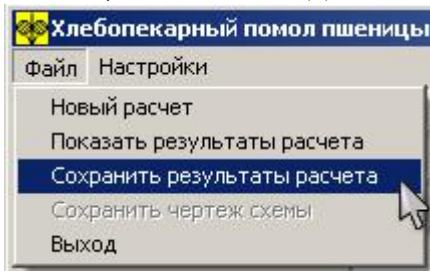 Хлебопекарный помол пшеницы
Файл Настройки
Новый расчет
Показать результаты расчета
Сохранить результаты расчета
Сохранить чертеж схемы
Выход